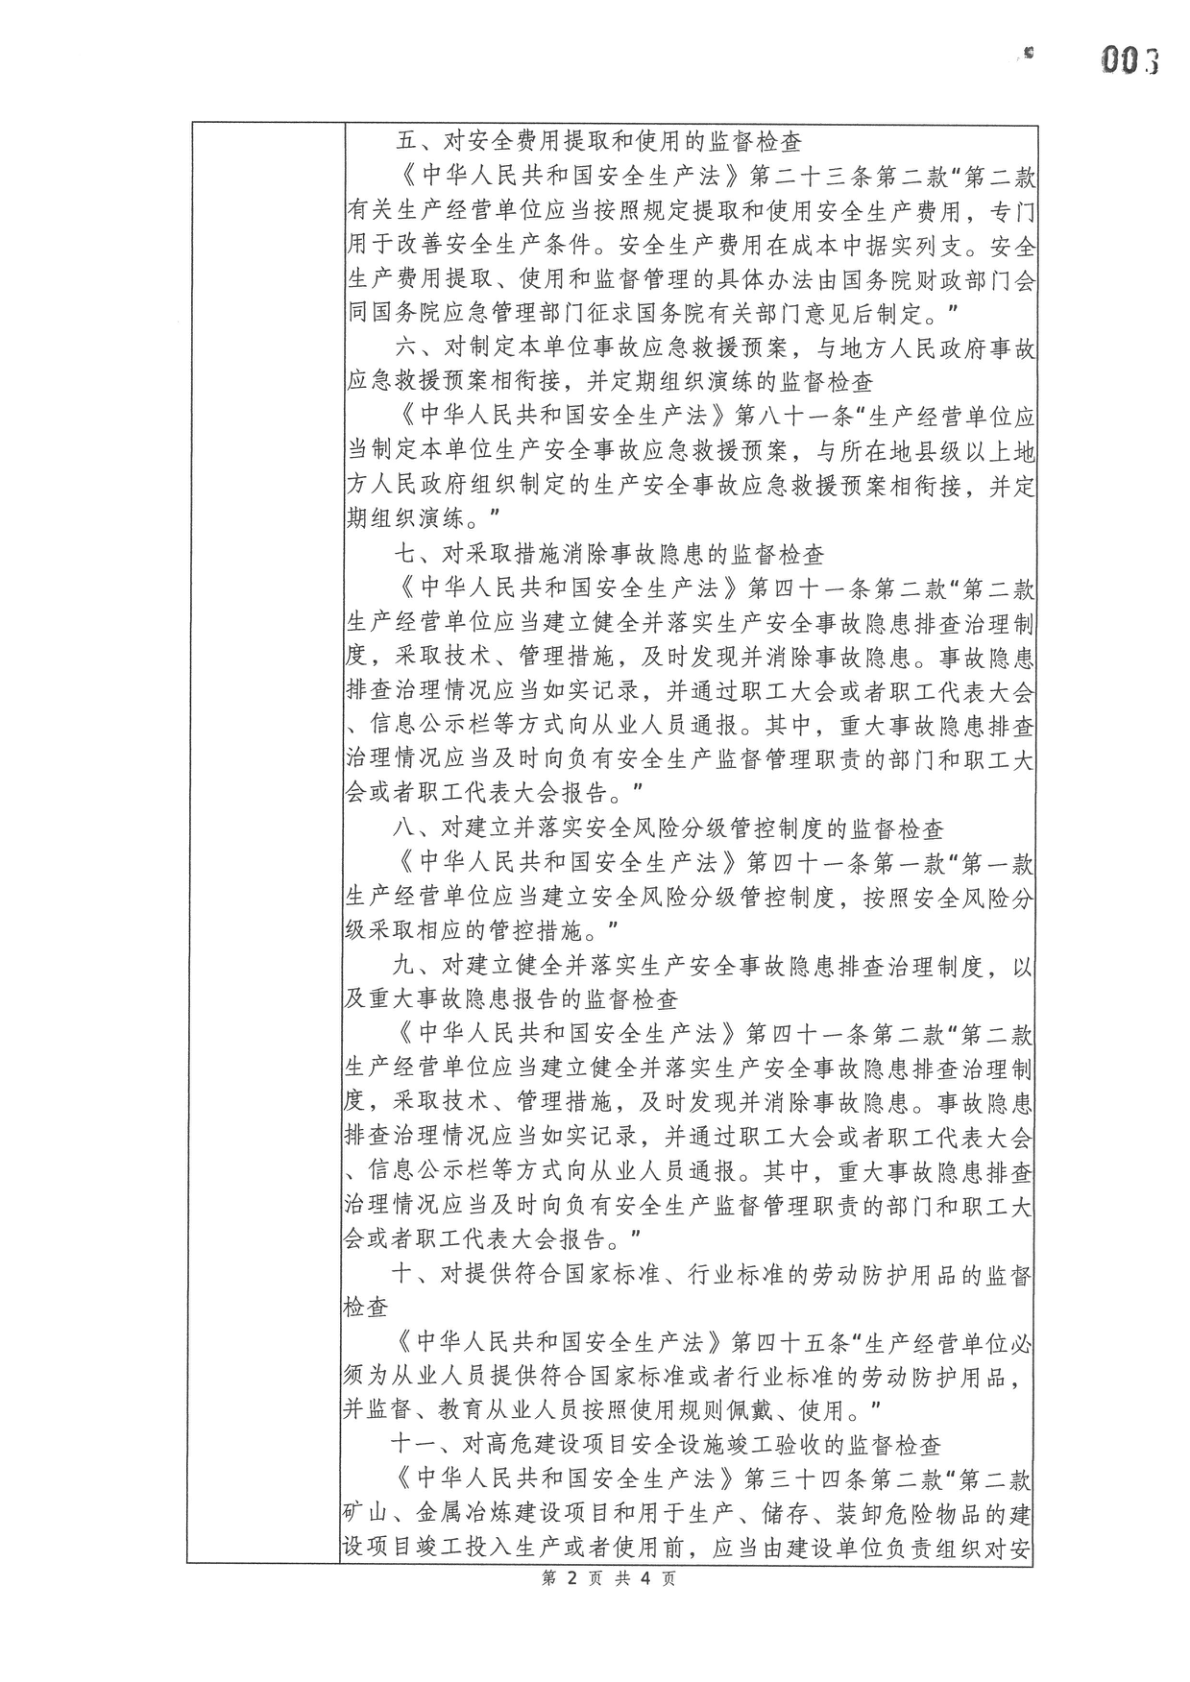 003
五、对安全费用提取和使用的监督检查
《中华人民共和国安全生产法》第二十三条第二款“第二款
有关生产经营单位应当按照规定提取和使用安全生产费用，专门
用于改善安全生产条件。安全生产费用在成本中据实列支。安全
生产费用提取、使用和监督管理的具体办法由国务院财政部门会
同国务院应急管理部门征求国务院有关部门意见后制定。”
六、对制定本单位事故应急救援预案，与地方人民政府事故
应急救援预案相衔接，并定期组织演练的监督检查
《中华人民共和国安全生产法》第八十一条“生产经营单位应
当制定本单位生产安全事故应急救援预案，与所在地县级以上地
方人民政府组织制定的生产安全事故应急救援预案相衔接，并定
期组织演练。”
七、对采取措施消除事故隐患的监督检查
《中华人民共和国安全生产法》第四十一条第二款“第二款
生产经营单位应当建立健全并落实生产安全事故隐患排查治理制
度，采取技术、管理措施，及时发现并消除事故隐患。事故隐患
排查治理情况应当如实记录，并通过职工大会或者职工代表大会
、信息公示栏等方式向从业人员通报。其中，重大事故隐患排查
治理情况应当及时向负有安全生产监督管理职责的部门和职工大
会或者职工代表大会报告。”
八、对建立并落实安全风险分级管控制度的监督检查
《中华人民共和国安全生产法》第四十一条第一款“第一款
生产经营单位应当建立安全风险分级管控制度，按照安全风险分
级采取相应的管控措施。”
九、对建立健全并落实生产安全事故隐患排查治理制度，以
及重大事故隐患报告的监督检查
《中华人民共和国安全生产法》第四十一条第二款“第二款
生产经营单位应当建立健全并落实生产安全事故隐患排查治理制
度，采取技术、管理措施，及时发现并消除事故隐患。事故隐患
排查治理情况应当如实记录，并通过职工大会或者职工代表大会
、信息公示栏等方式向从业人员通报。其中，重大事故隐患排查
治理情况应当及时向负有安全生产监督管理职责的部门和职工大
会或者职工代表大会报告。”
十、对提供符合国家标准、行业标准的劳动防护用品的监督
检查
《中华人民共和国安全生产法》第四十五条“生产经营单位必
须为从业人员提供符合国家标准或者行业标准的劳动防护用品，
并监督、教育从业人员按照使用规则佩戴、使用。”
十一、对高危建设项目安全设施竣工验收的监督检查
《中华人民共和国安全生产法》第三十四条第二款“第二款
矿山、金属冶炼建设项目和用于生产、储存、装卸危险物品的建
设项目竣工投入生产或者使用前，应当由建设单位负责组织对安
第 2 页 共 4 页